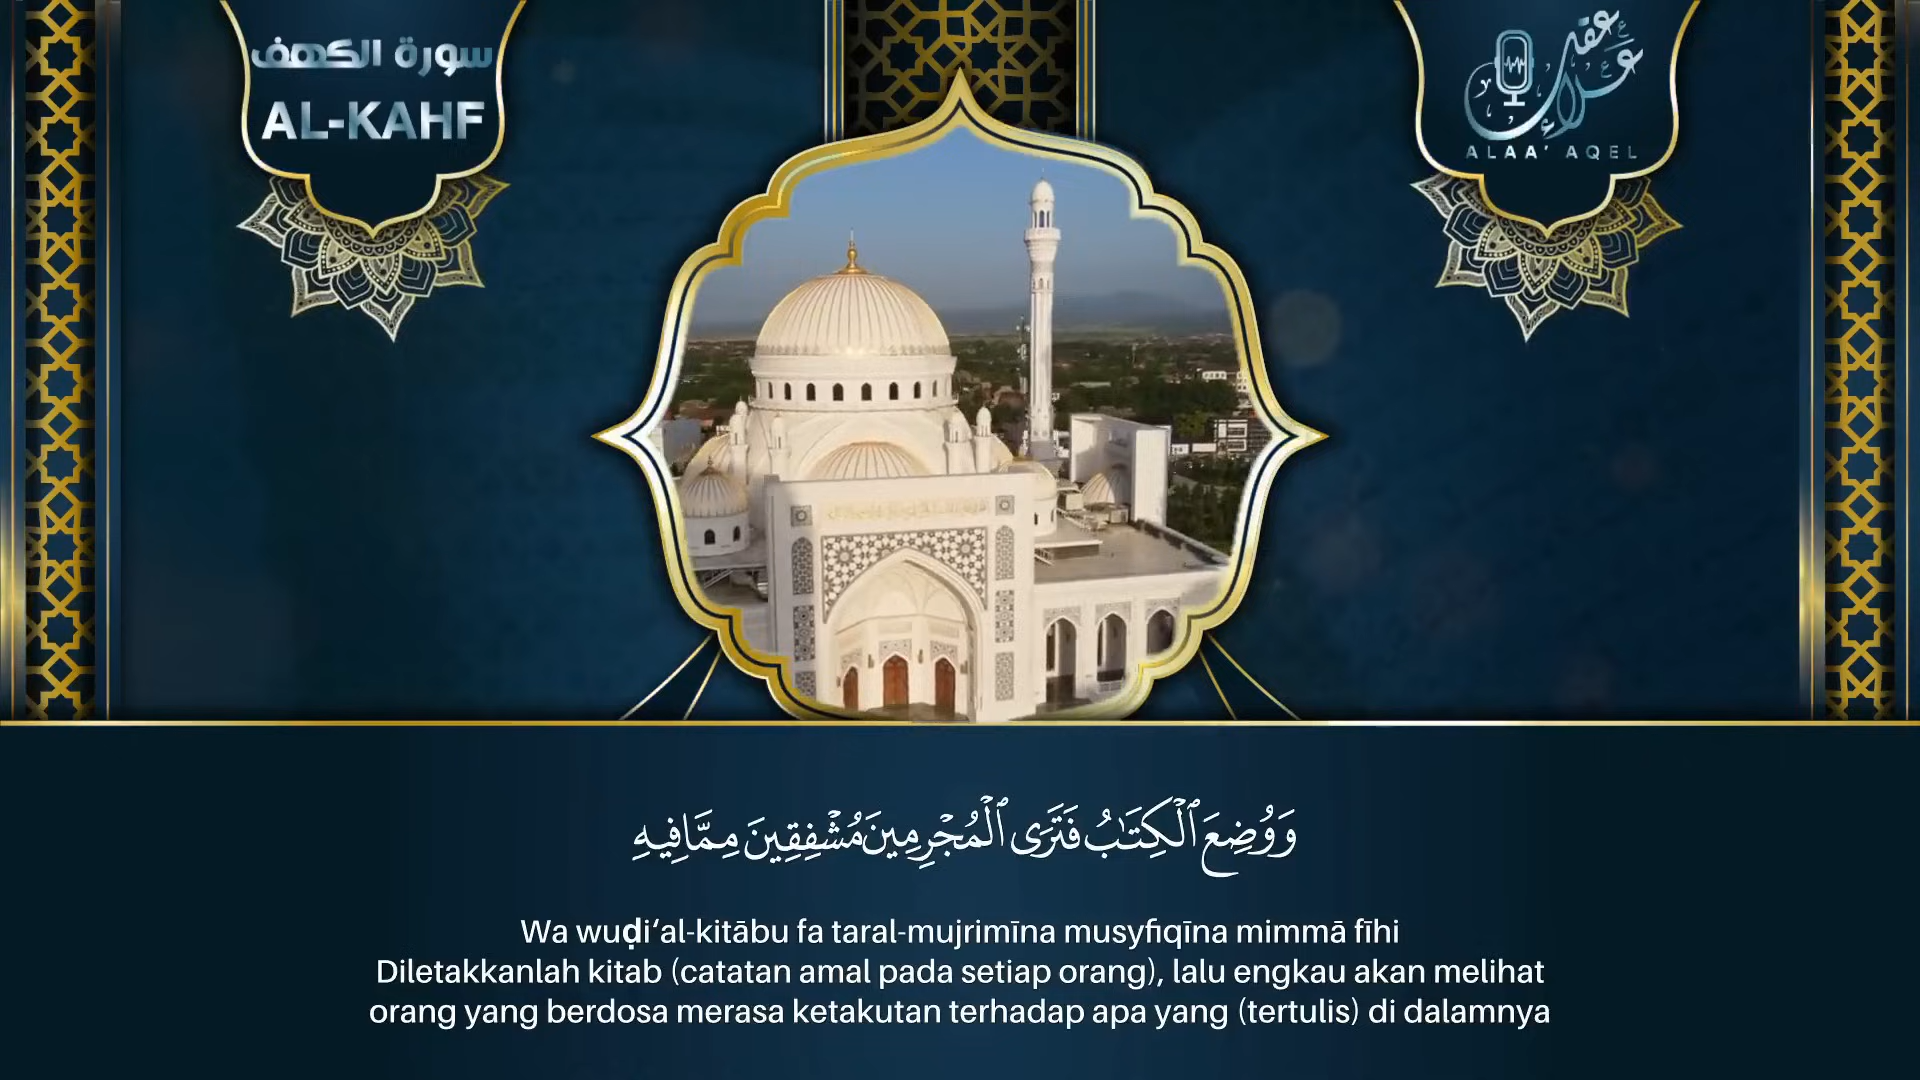 سورة الكهف
AL-KAHF
علاء عقل
ALAA' AQEL
وَوُضِعَ ٱلْكِتَٰبُ فَتَرَى ٱلْمُجْرِمِينَ مُشْفِقِينَ مِمَّا فِيهِ
Wa wuḍi‘al-kitābu fa taral-mujrimīna musyfiqīna mimmā fīhi
Diletakkanlah kitab (catatan amal pada setiap orang), lalu engkau akan melihat
orang yang berdosa merasa ketakutan terhadap apa yang (tertulis) di dalamnya